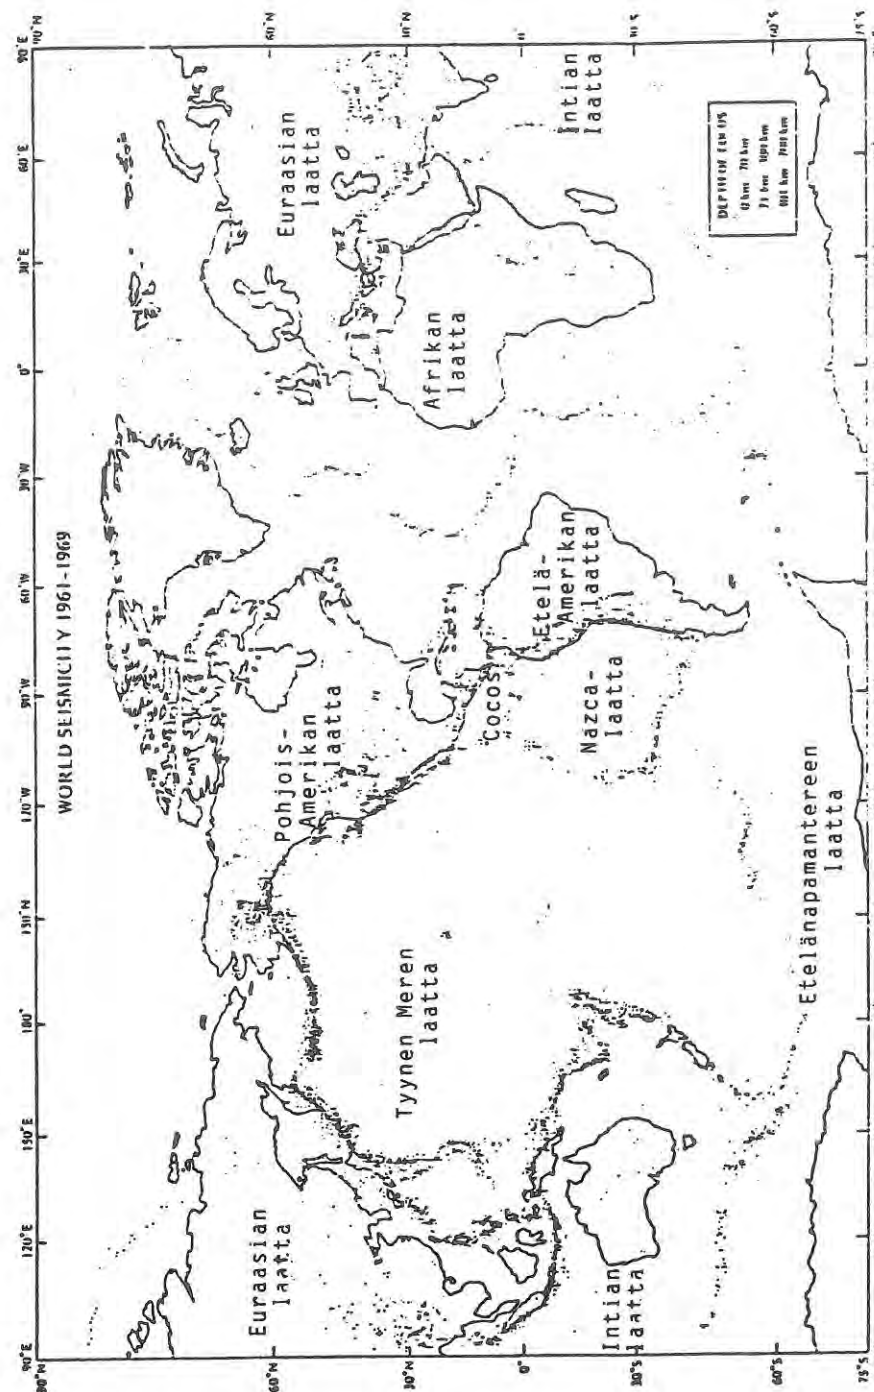 WORLD SEISMICITY 1961-1969
90°E
120°E
150°E
180°
150°N
120°W
90°W
60°W
30°W
0°
30°E
60°E
90°E
60°N
30°N
0°
30°S
60°S
75°S
Euraasian
laatta
Tyynen Meren
laatta
Pohjois-
Amerikan
laatta
Cocos
Etelä-
Amerikan
laatta
Nazca-
laatta
Afrikan
laatta
Euraasian
laatta
Intian
laatta
Intian
laatta
Etelänapamantereen
laatta